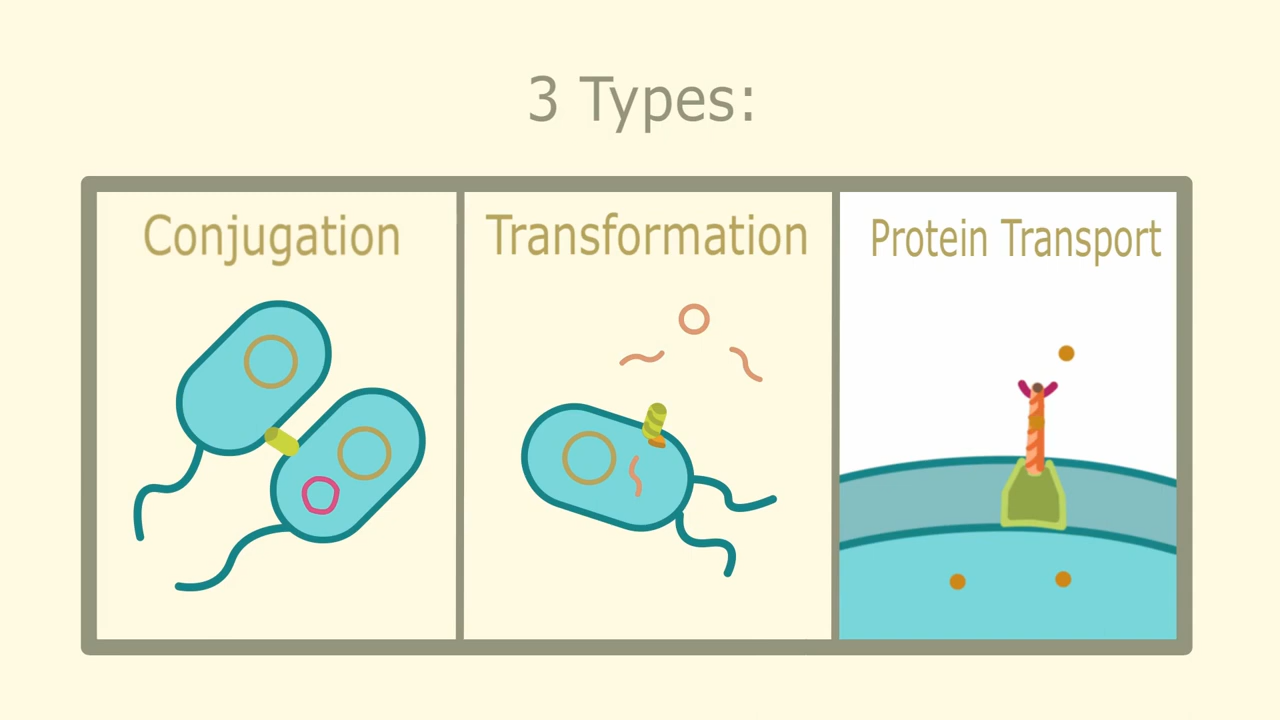 3 Types:
Conjugation
Transformation
Protein Transport